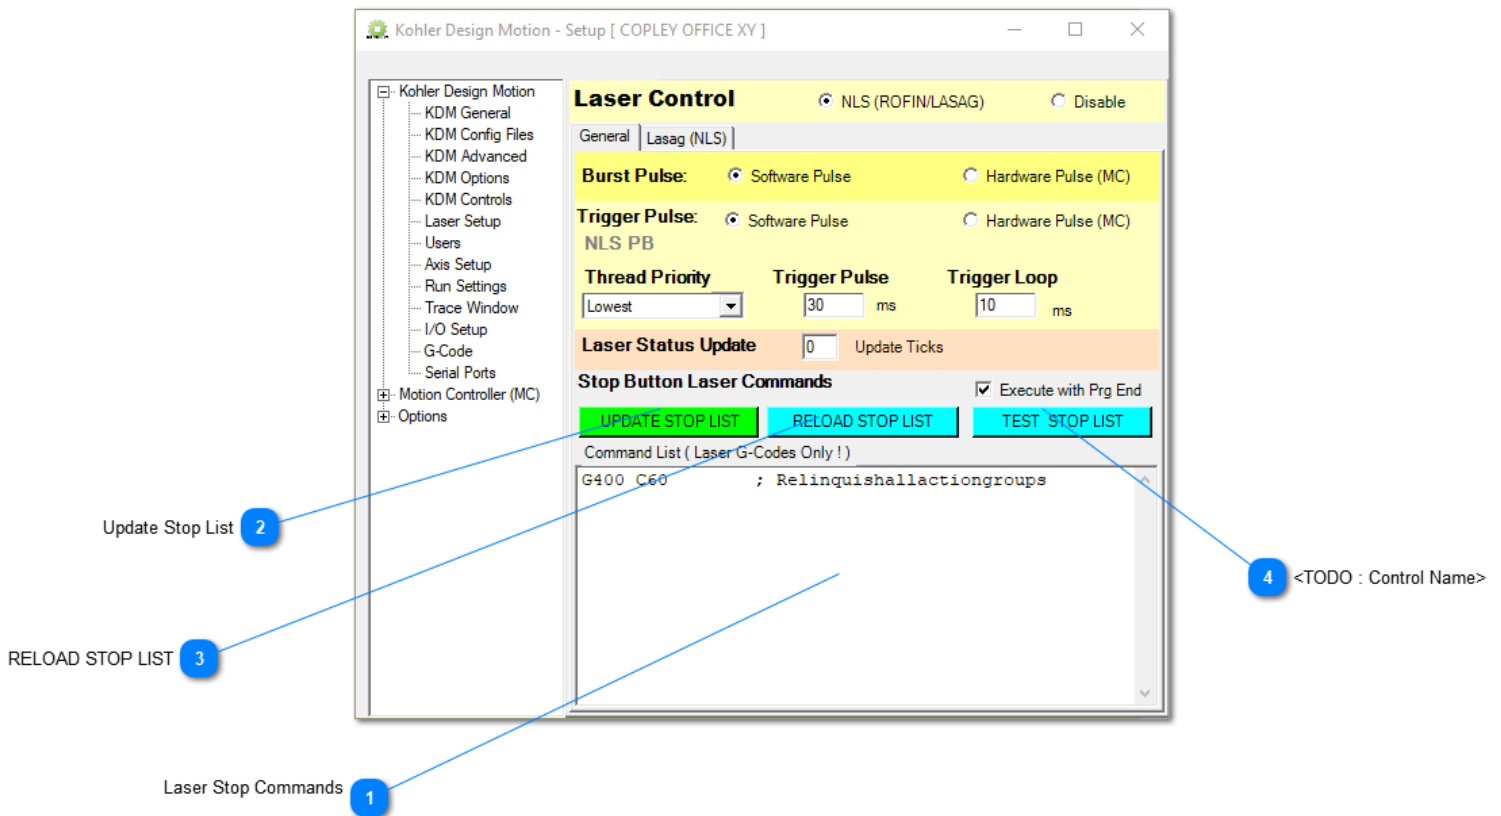 Kohler Design Motion - Setup [ COPLEY OFFICE XY ]
Kohler Design Motion
KDM General
KDM Config Files
KDM Advanced
KDM Options
KDM Controls
Laser Setup
Users
Axis Setup
Run Settings
Trace Window
I/O Setup
G-Code
Serial Ports
Motion Controller (MC)
Options
Laser Control NLS (ROFIN/LASAG) Disable
General Lasag (NLS)
Burst Pulse: Software Pulse Hardware Pulse (MC)
Trigger Pulse: Software Pulse Hardware Pulse (MC)
NLS PB
Thread Priority Trigger Pulse Trigger Loop
Lowest 30 ms 10 ms
Laser Status Update 0 Update Ticks
Stop Button Laser Commands Execute with Prg End
UPDATE STOP LIST RELOAD STOP LIST TEST STOP LIST
Command List ( Laser G-Codes Only ! )
G400 C60 ; Relinquishallactiongroups
Update Stop List 2
4 <TODO : Control Name>
RELOAD STOP LIST 3
Laser Stop Commands 1